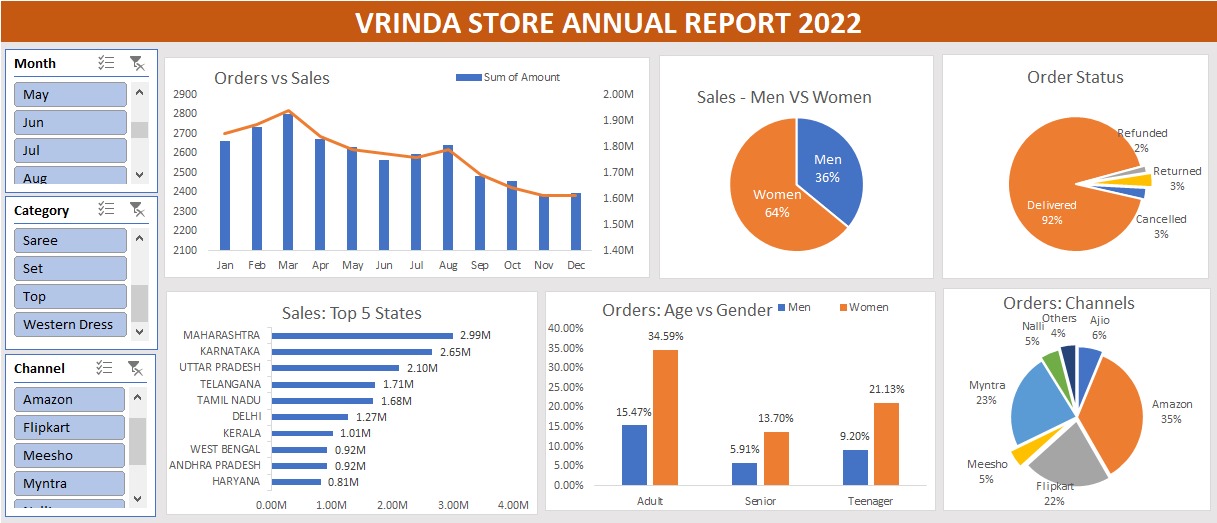 VRINDA STORE ANNUAL REPORT 2022
Month
May
Jun
Jul
Aug
Category
Saree
Set
Top
Western Dress
Channel
Amazon
Flipkart
Meesho
Myntra
Orders vs Sales
Sum of Amount
2900
2800
2700
2600
2500
2400
2300
2200
2100
2.00M
1.90M
1.80M
1.70M
1.60M
1.50M
1.40M
Jan Feb Mar Apr May Jun Jul Aug Sep Oct Nov Dec
Sales - Men VS Women
Men
36%
Women
64%
Order Status
Refunded
2%
Returned
3%
Delivered
92%
Cancelled
3%
Sales: Top 5 States
MAHARASHTRA 2.99M
KARNATAKA 2.65M
UTTAR PRADESH 2.10M
TELANGANA 1.71M
TAMIL NADU 1.68M
DELHI 1.27M
KERALA 1.01M
WEST BENGAL 0.92M
ANDHRA PRADESH 0.92M
HARYANA 0.81M
0.00M 1.00M 2.00M 3.00M 4.00M
Orders: Age vs Gender Men Women
40.00%
35.00%
30.00%
25.00%
20.00%
15.00%
10.00%
5.00%
0.00%
15.47% 34.59%
5.91% 13.70%
9.20% 21.13%
Adult Senior Teenager
Orders: Channels
Nalli
5%
Others
4%
Ajio
6%
Myntra
23%
Amazon
35%
Meesho
5%
Flipkart
22%